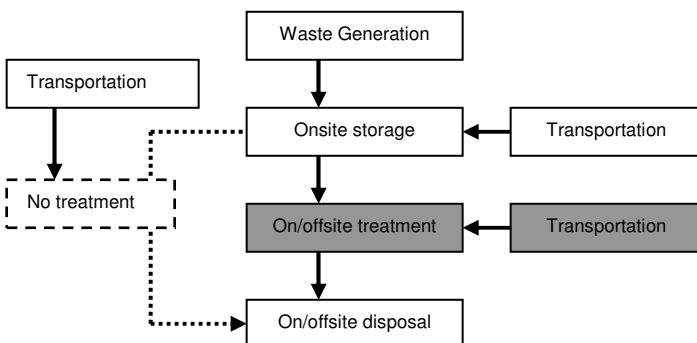 Waste Generation
Transportation
Onsite storage
Transportation
No treatment
On/offsite treatment
Transportation
On/offsite disposal